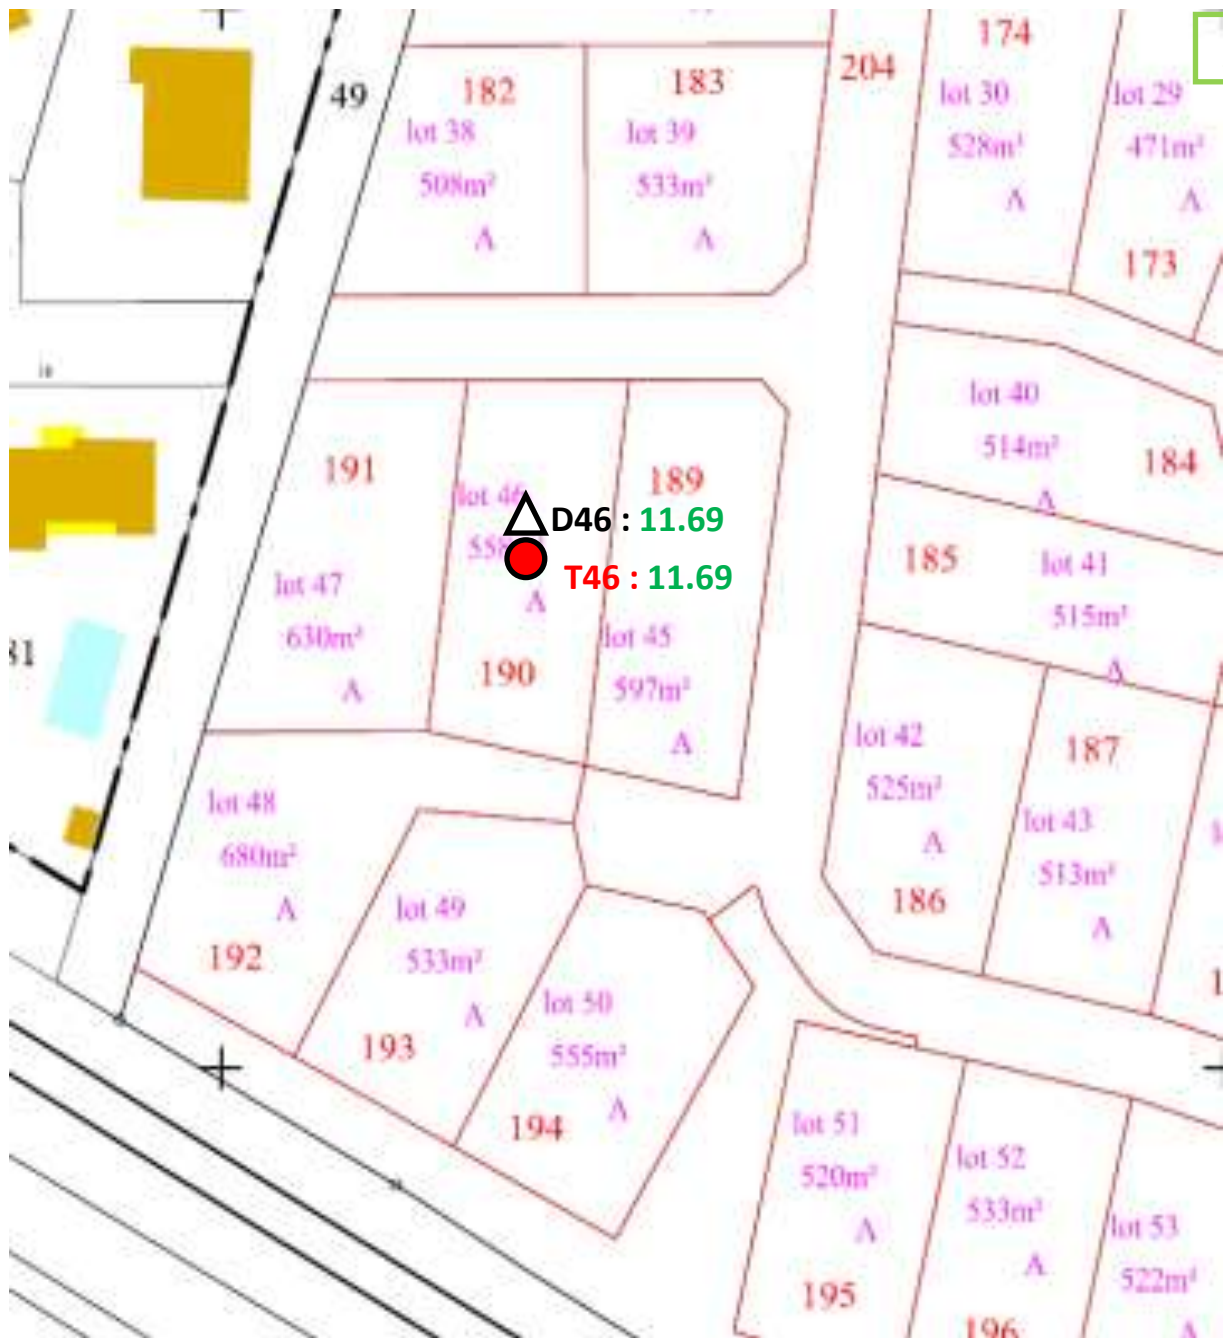 174
182
183
204
49
lot 30
lot 29
lot 38
lot 39
528m²
471m²
508m²
533m²
A
A
A
A
173
lot 40
514m²
184
A
191
189
lot 46
D46 : 11.69
T46 : 11.69
A
185
lot 41
515m²
A
lot 47
630m²
A
190
lot 45
597m²
A
81
lot 42
525m²
A
186
187
lot 43
513m²
A
lot 48
680m²
A
192
lot 49
533m²
A
193
lot 50
555m²
A
194
lot 51
520m²
A
195
lot 52
533m²
A
196
lot 53
522m²
A